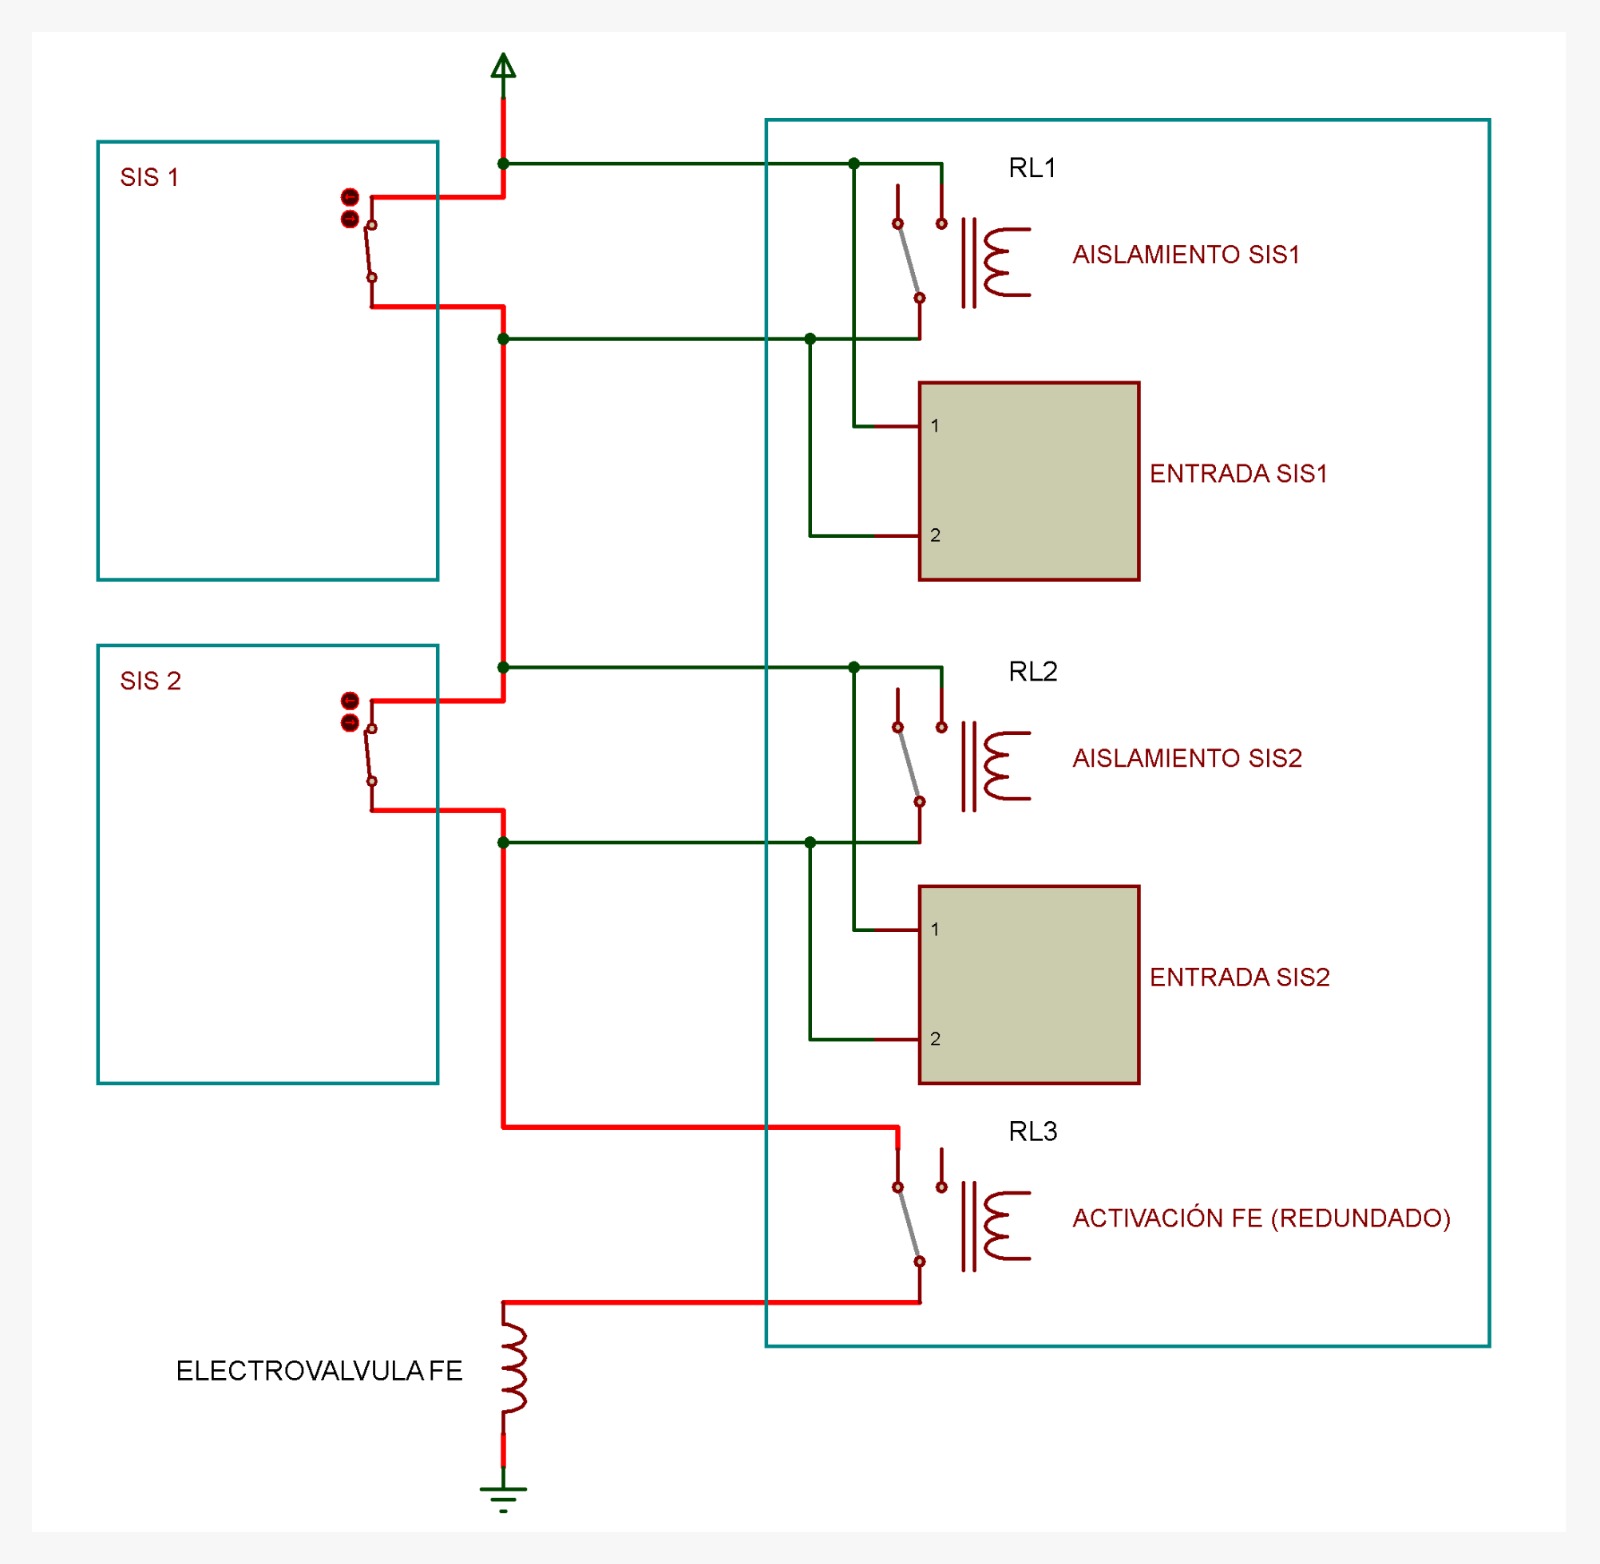 SIS 1
RL1
AISLAMIENTO SIS1
1
ENTRADA SIS1
2
SIS 2
RL2
AISLAMIENTO SIS2
1
ENTRADA SIS2
2
RL3
ACTIVACIÓN FE (REDUNDADO)
ELECTROVALVULA FE